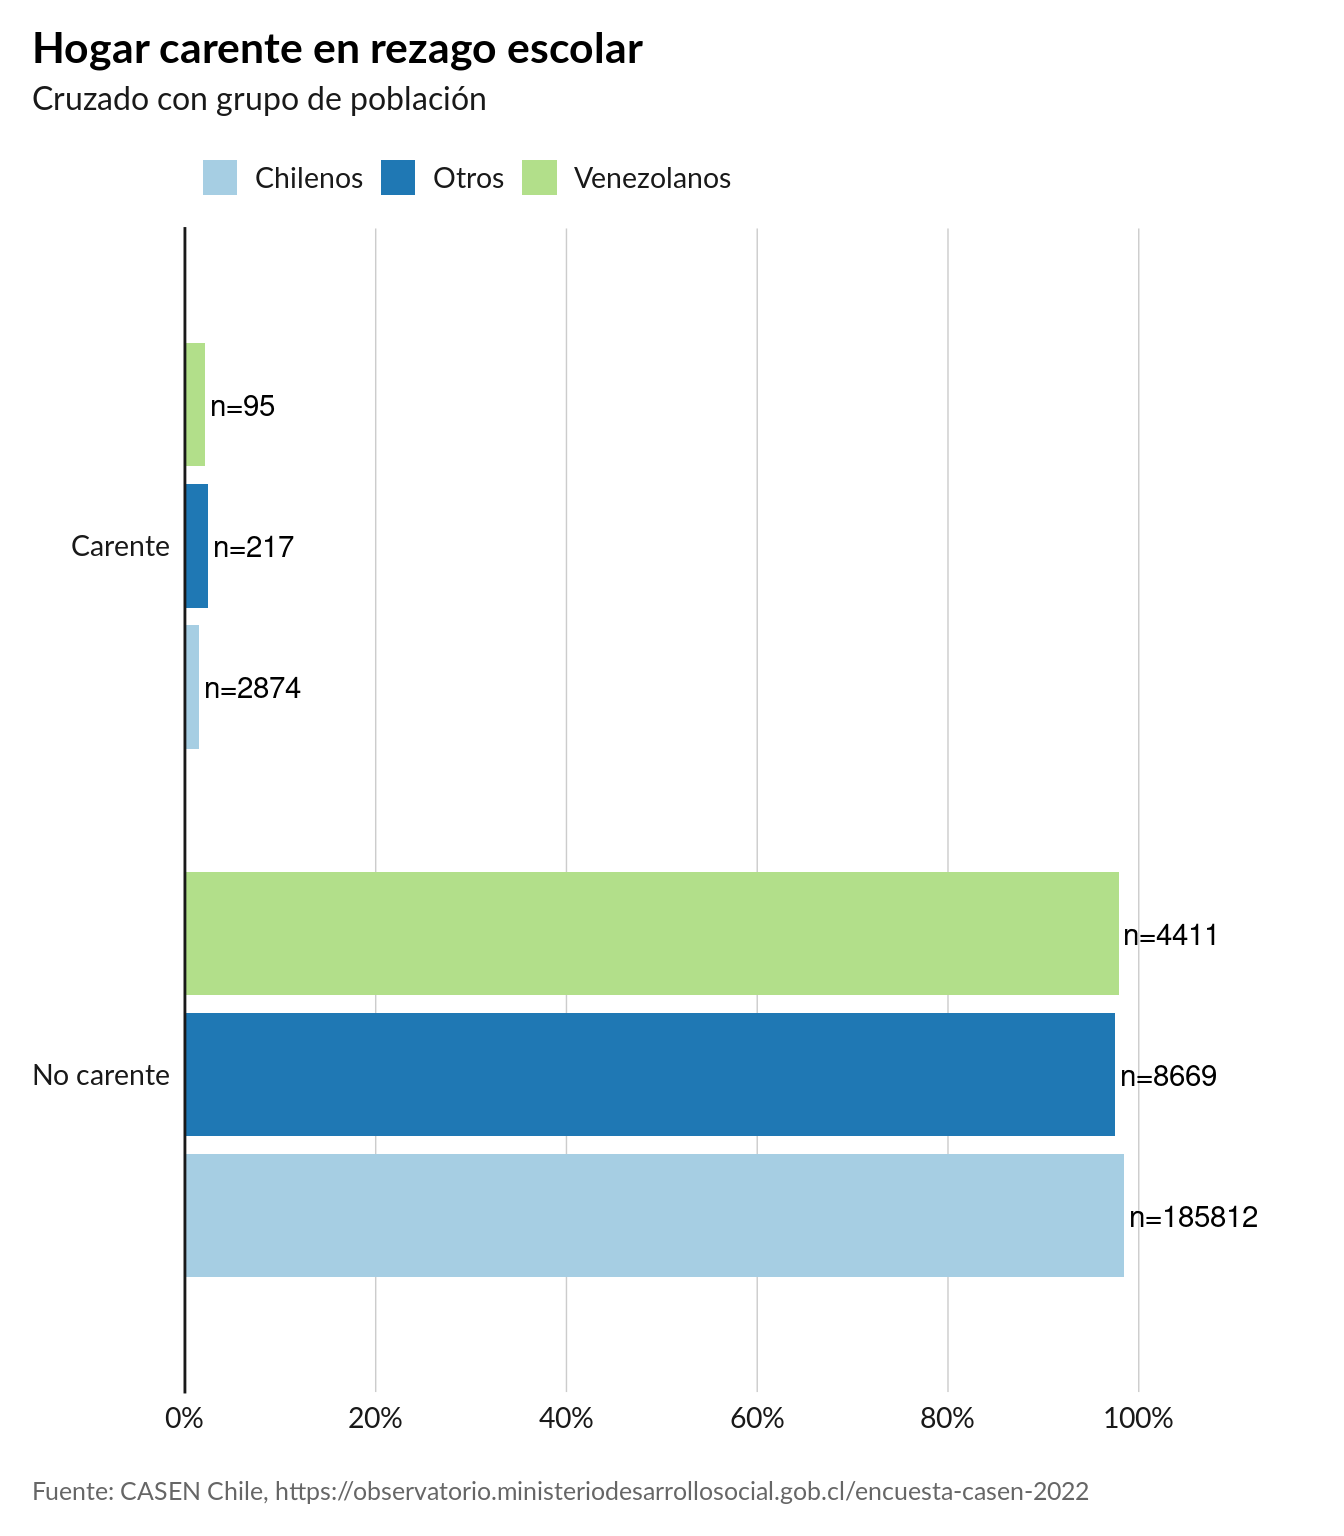 Hogar carente en rezago escolar
Cruzado con grupo de población
Chilenos Otros Venezolanos
n=95
Carente n=217
n=2874
n=4411
No carente n=8669
n=185812
0% 20% 40% 60% 80% 100%
Fuente: CASEN Chile, https://observatorio.ministeriodesarrollosocial.gob.cl/encuesta-casen-2022